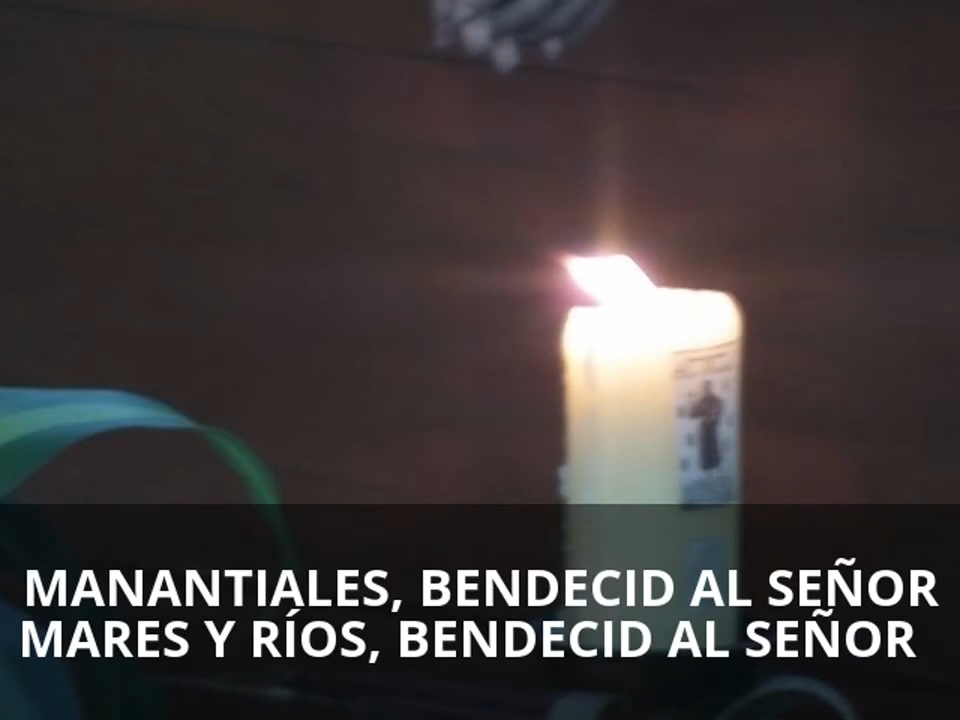 MANANTIALES, BENDECID AL SEÑOR
MARES Y RÍOS, BENDECID AL SEÑOR